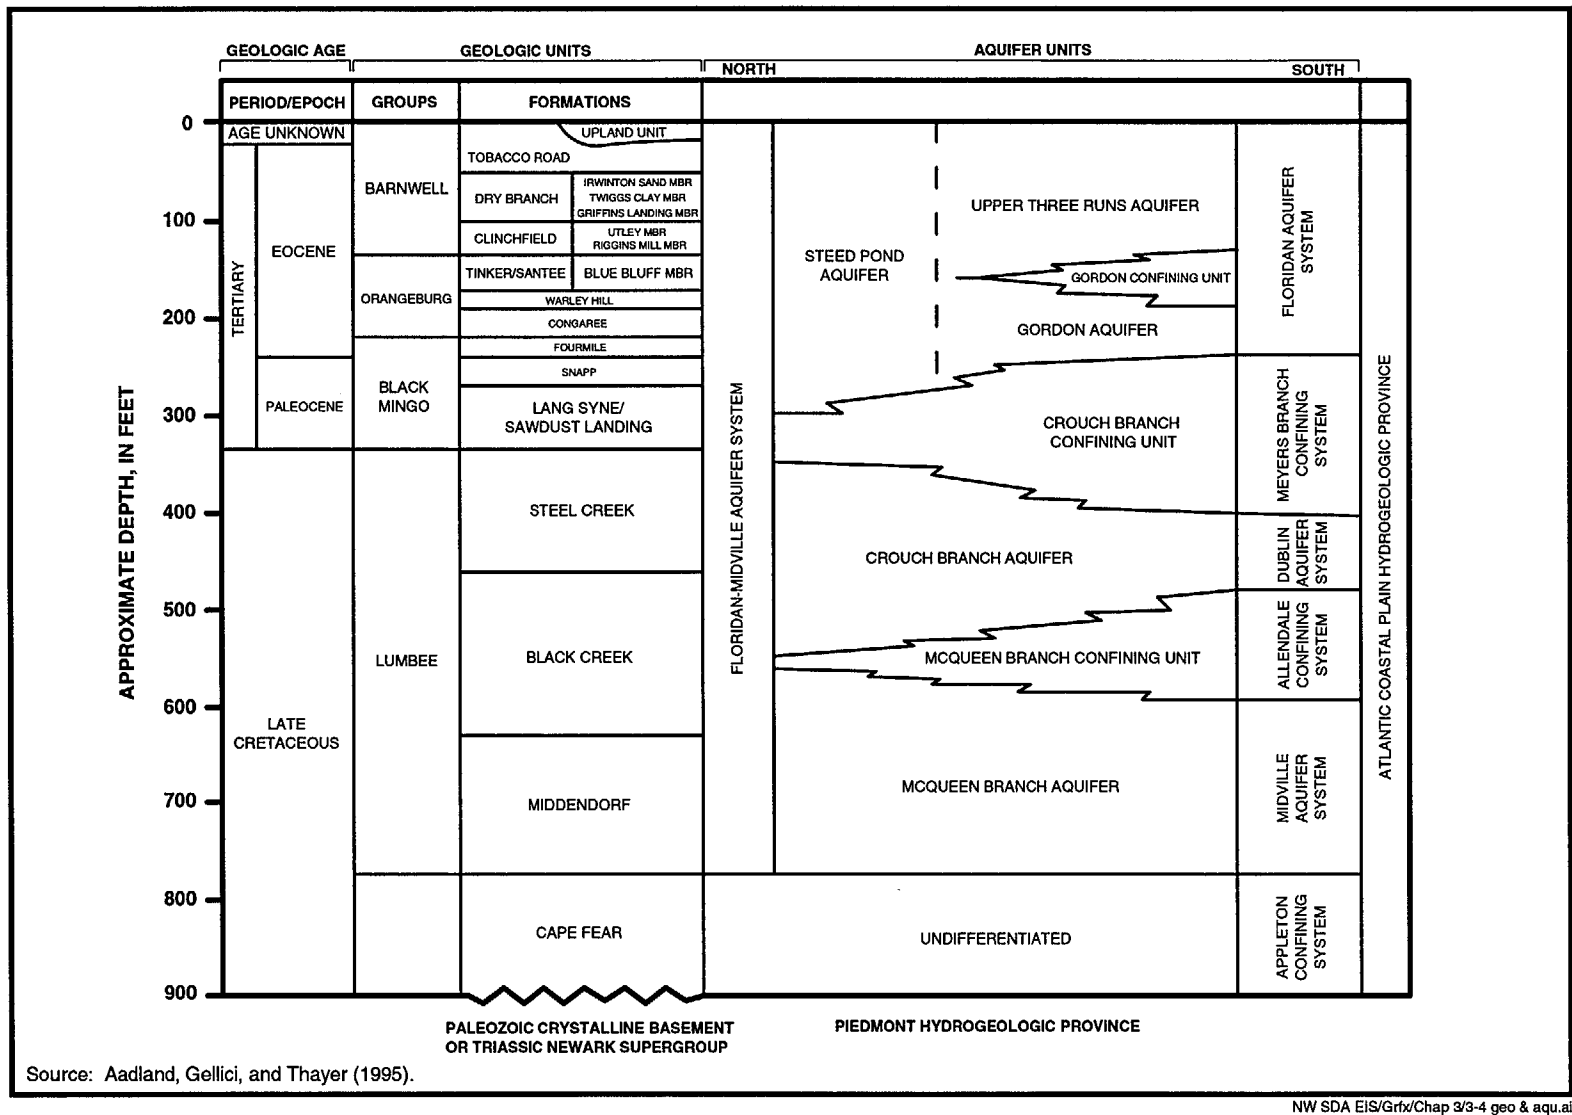 GEOLOGIC AGE
GEOLOGIC UNITS
AQUIFER UNITS
NORTH
SOUTH
PERIOD/EPOCH
GROUPS
FORMATIONS
APPROXIMATE DEPTH, IN FEET
0
100
200
300
400
500
600
700
800
900
AGE UNKNOWN
TERTIARY
EOCENE
PALEOCENE
LATE
CRETACEOUS
BARNWELL
ORANGEBURG
BLACK
MINGO
LUMBEE
UPLAND UNIT
TOBACCO ROAD
DRY BRANCH
IRWINTON SAND MBR
TWIGGS CLAY MBR
GRIFFINS LANDING MBR
CLINCHFIELD
UTLEY MBR
RIGGINS MILL MBR
TINKER/SANTEE
BLUE BLUFF MBR
WARLEY HILL
CONGAREE
FOURMILE
SNAPP
LANG SYNE/
SAWDUST LANDING
STEEL CREEK
BLACK CREEK
MIDDENDORF
CAPE FEAR
FLORIDAN-MIDVILLE AQUIFER SYSTEM
STEED POND
AQUIFER
UPPER THREE RUNS AQUIFER
GORDON CONFINING UNIT
GORDON AQUIFER
CROUCH BRANCH
CONFINING UNIT
CROUCH BRANCH AQUIFER
MCQUEEN BRANCH CONFINING UNIT
MCQUEEN BRANCH AQUIFER
UNDIFFERENTIATED
FLORIDAN AQUIFER
SYSTEM
MEYERS BRANCH
CONFINING
SYSTEM
DUBLIN
AQUIFER
SYSTEM
ALLENDALE
CONFINING
SYSTEM
MIDVILLE
AQUIFER
SYSTEM
APPLETON
CONFINING
SYSTEM
ATLANTIC COASTAL PLAIN HYDROGEOLOGIC PROVINCE
PALEOZOIC CRYSTALLINE BASEMENT
OR TRIASSIC NEWARK SUPERGROUP
PIEDMONT HYDROGEOLOGIC PROVINCE
Source: Aadland, Gellici, and Thayer (1995).
NW SDA EIS/Grfx/Chap 3/3-4 geo & aqu.ai